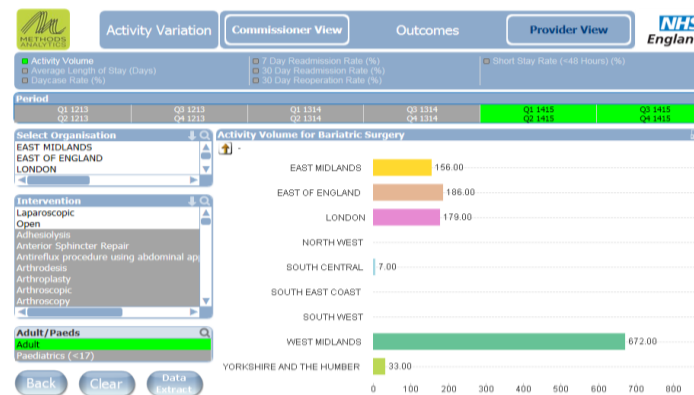 METHODS
ANALYTICS
Activity Variation
Commissioner View
Outcomes
Provider View
NHS
England
Activity Volume
Average Length of Stay (Days)
Daycase Rate (%)
7 Day Readmission Rate (%)
30 Day Readmission Rate (%)
30 Day Reoperation Rate (%)
Short Stay Rate (<48 Hours) (%)
Period
Q1 1213 Q3 1213 Q1 1314 Q3 1314 Q1 1415 Q3 1415
Q2 1213 Q4 1213 Q2 1314 Q4 1314 Q2 1415 Q4 1415
Select Organisation
EAST MIDLANDS
EAST OF ENGLAND
LONDON
Intervention
Laparoscopic
Open
Adhesiolysis
Anterior Sphincter Repair
Antireflux procedure using abdominal ap
Arthrodesis
Arthroplasty
Arthroscopic
Arthroscopy
Adult/Paeds
Adult
Paediatrics (<17)
Back
Clear
Data
Extract
Activity Volume for Bariatric Surgery
-
EAST MIDLANDS 156.00
EAST OF ENGLAND 186.00
LONDON 179.00
NORTH WEST
SOUTH CENTRAL 7.00
SOUTH EAST COAST
SOUTH WEST
WEST MIDLANDS 672.00
YORKSHIRE AND THE HUMBER 33.00
0 100 200 300 400 500 600 700 800